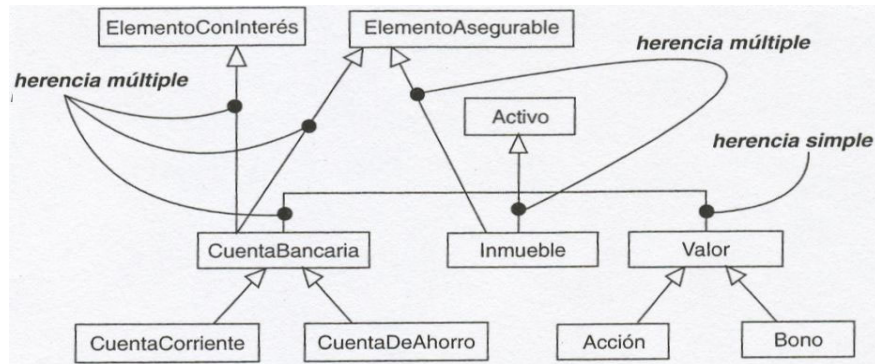 ElementoConInterés
ElementoAsegurable
herencia múltiple
herencia múltiple
Activo
herencia simple
CuentaBancaria
Inmueble
Valor
CuentaCorriente
CuentaDeAhorro
Acción
Bono